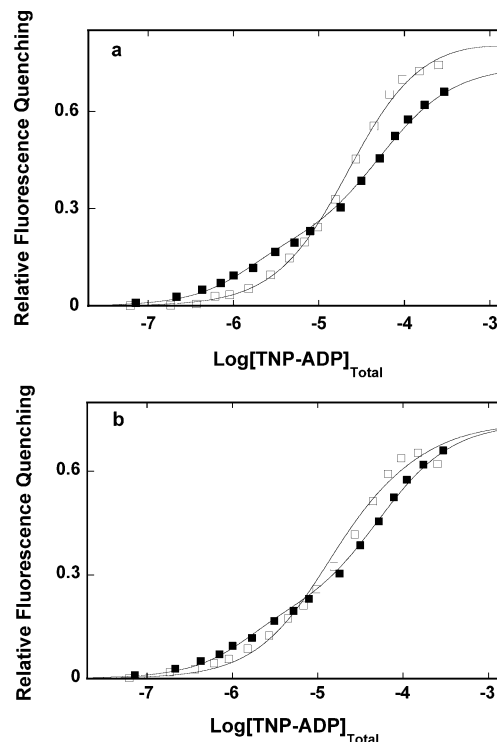 a
Relative Fluorescence Quenching
0.6
0.3
0
-7 -6 -5 -4 -3
Log[TNP-ADP]Total
b
Relative Fluorescence Quenching
0.6
0.3
0
-7 -6 -5 -4 -3
Log[TNP-ADP]Total